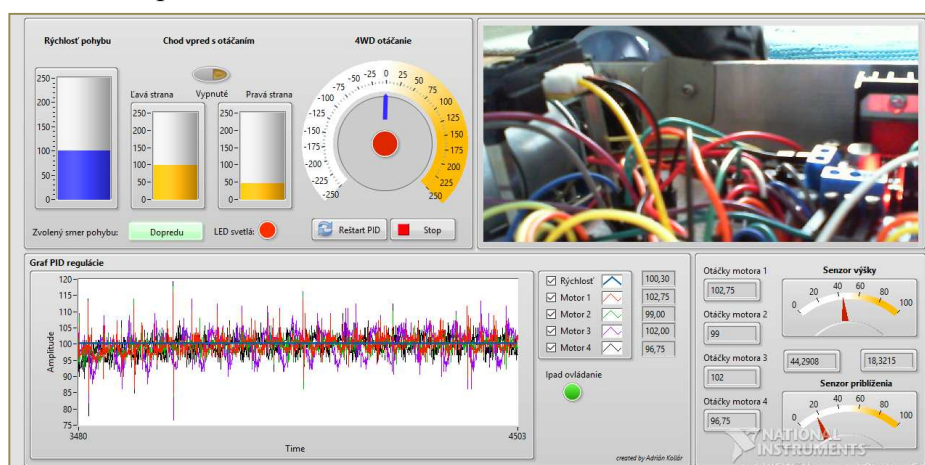 Rýchlosť pohybu
Chod vpred s otáčaním
4WD otáčanie
Ľavá strana
Vypnuté
Pravá strana
250
200
150
100
50
0
250
200
150
100
50
0
250
200
150
100
50
0
-250
-225
-200
-175
-150
-125
-100
-75
-50
-25
0
25
50
75
100
125
150
175
200
225
250
Zvolený smer pohybu:
Dopredu
LED svetlá:
Reštart PID
Stop
Graf PID regulácie
Amplitude
120
115
110
105
100
95
90
85
80
75
3480
4503
Time
Rýchlosť
100,30
Motor 1
102,75
Motor 2
99,00
Motor 3
102,00
Motor 4
96,75
Ipad ovládanie
created by Adrián Kollár
Otáčky motora 1
102,75
Otáčky motora 2
99
Otáčky motora 3
102
Otáčky motora 4
96,75
Senzor výšky
0
20
40
60
80
100
44,2908
18,3215
Senzor priblíženia
0
20
40
60
80
100
NATIONAL
INSTRUMENTS